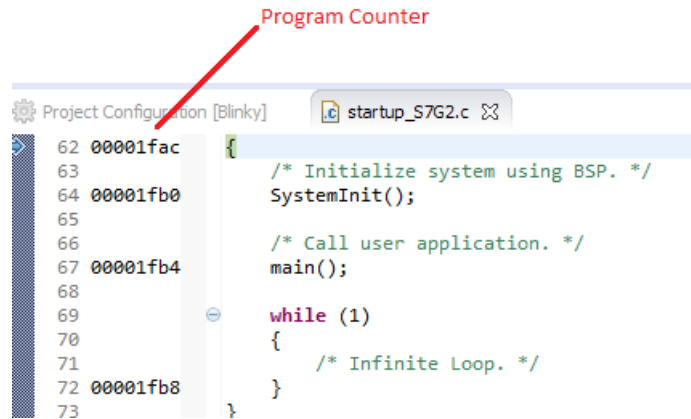 Program Counter
Project Configuration [Blinky] .c startup_S7G2.c
62 00001fac {
63 /* Initialize system using BSP. */
64 00001fb0 SystemInit();
65
66 /* Call user application. */
67 00001fb4 main();
68
69 while (1)
70 {
71 /* Infinite Loop. */
72 00001fb8 }
73 }